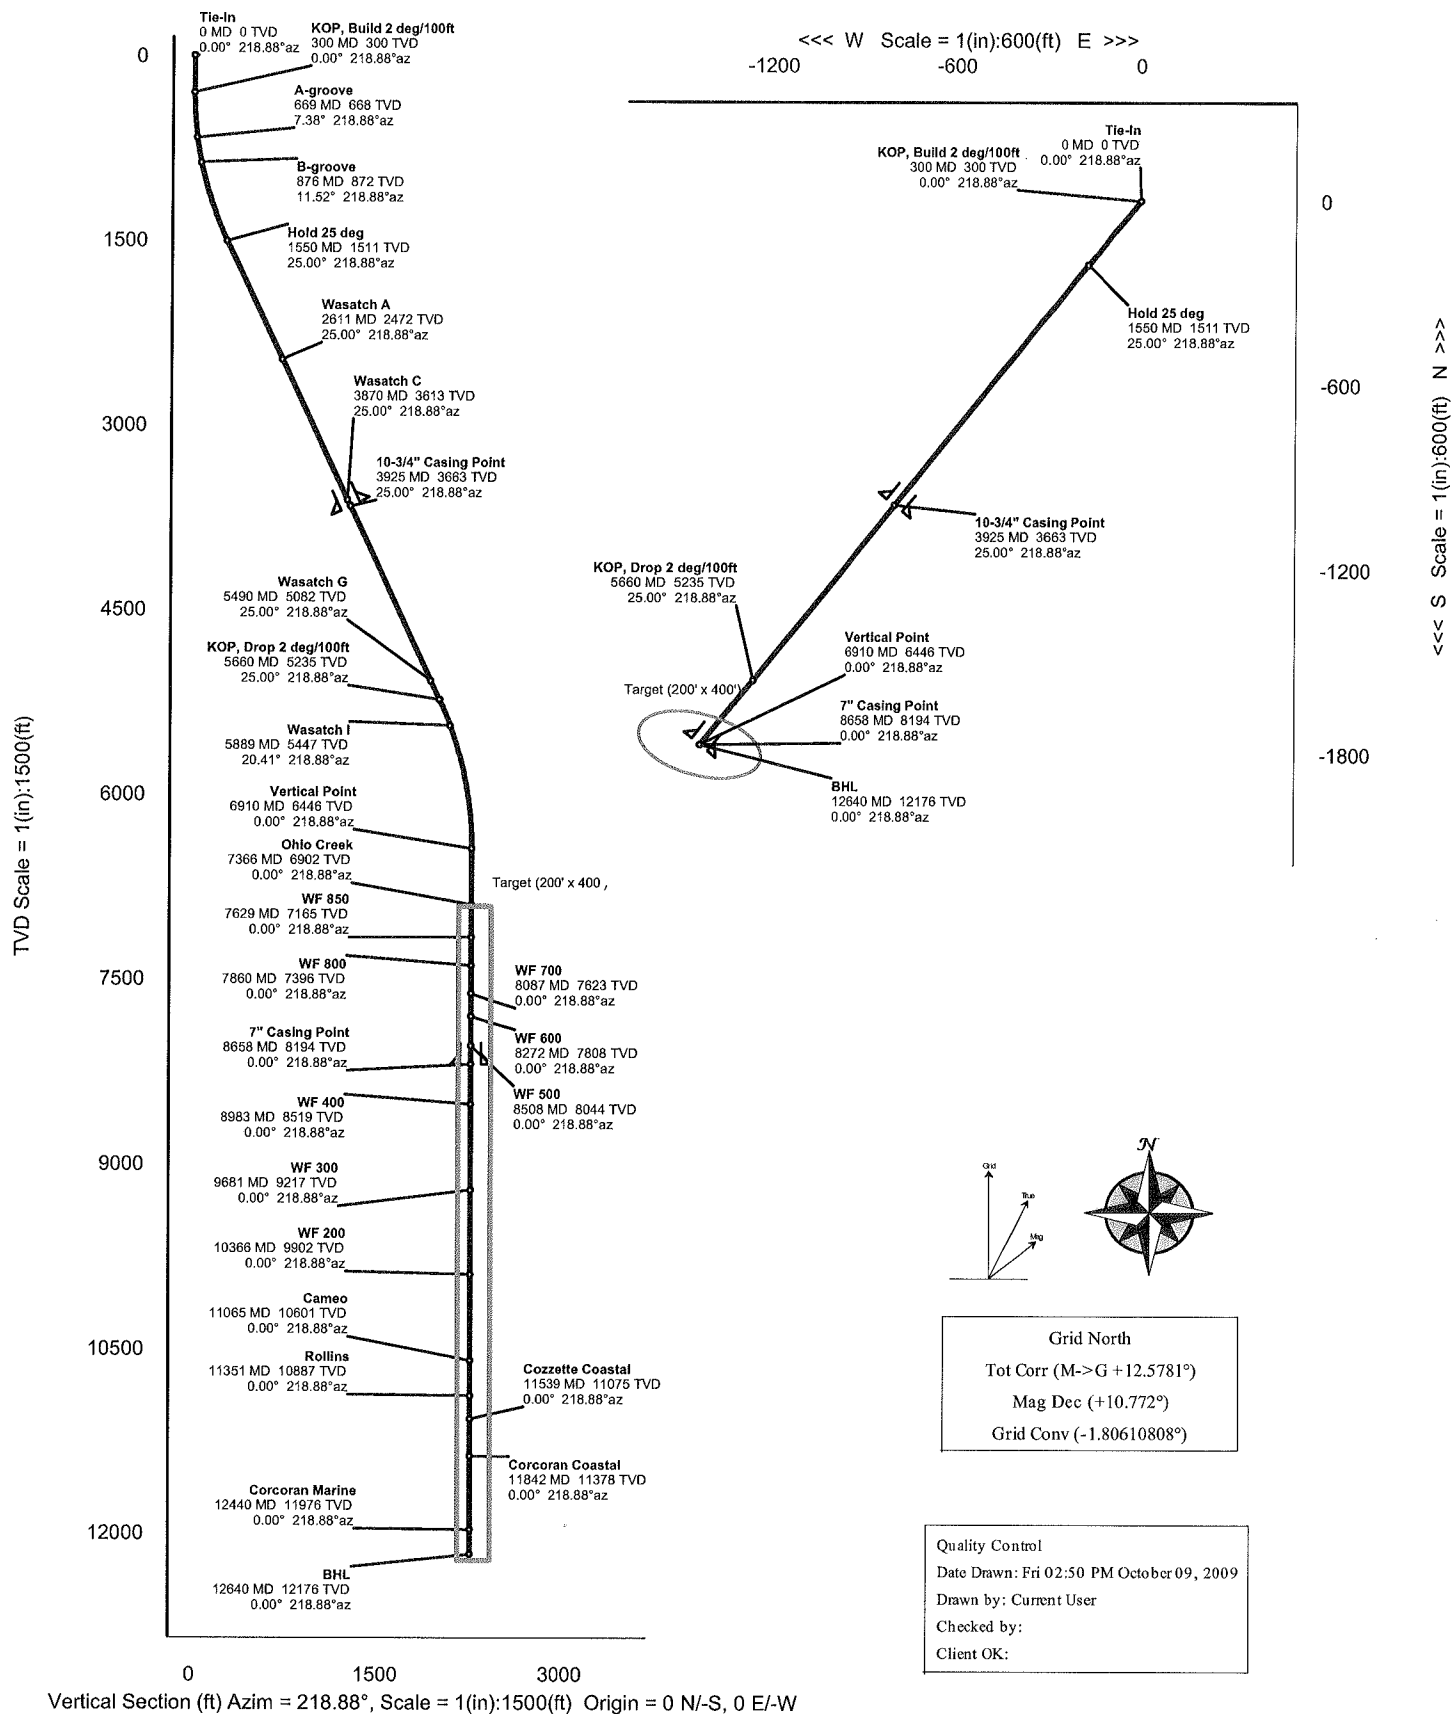 Tie-In
0 MD 0 TVD
0.00° 218.88°az
KOP, Build 2 deg/100ft
300 MD 300 TVD
0.00° 218.88°az
A-groove
669 MD 668 TVD
7.38° 218.88°az
B-groove
876 MD 872 TVD
11.52° 218.88°az
Hold 25 deg
1550 MD 1511 TVD
25.00° 218.88°az
Wasatch A
2611 MD 2472 TVD
25.00° 218.88°az
Wasatch C
3870 MD 3613 TVD
25.00° 218.88°az
10-3/4" Casing Point
3925 MD 3663 TVD
25.00° 218.88°az
Wasatch G
5490 MD 5082 TVD
25.00° 218.88°az
KOP, Drop 2 deg/100ft
5660 MD 5235 TVD
25.00° 218.88°az
Wasatch I
5889 MD 5447 TVD
20.41° 218.88°az
Vertical Point
6910 MD 6446 TVD
0.00° 218.88°az
Ohio Creek
7366 MD 6902 TVD
0.00° 218.88°az
Target (200' x 400
WF 850
7629 MD 7165 TVD
0.00° 218.88°az
WF 800
7860 MD 7396 TVD
0.00° 218.88°az
WF 700
8087 MD 7623 TVD
0.00° 218.88°az
WF 600
8272 MD 7808 TVD
0.00° 218.88°az
7" Casing Point
8658 MD 8194 TVD
0.00° 218.88°az
WF 500
8508 MD 8044 TVD
0.00° 218.88°az
WF 400
8983 MD 8519 TVD
0.00° 218.88°az
WF 300
9681 MD 9217 TVD
0.00° 218.88°az
WF 200
10366 MD 9902 TVD
0.00° 218.88°az
Cameo
11065 MD 10601 TVD
0.00° 218.88°az
Rollins
11351 MD 10887 TVD
0.00° 218.88°az
Cozzette Coastal
11539 MD 11075 TVD
0.00° 218.88°az
Corcoran Coastal
11842 MD 11378 TVD
0.00° 218.88°az
Corcoran Marine
12440 MD 11976 TVD
0.00° 218.88°az
BHL
12640 MD 12176 TVD
0.00° 218.88°az
0
1500
3000
4500
6000
7500
9000
10500
12000
TVD Scale = 1(in):1500(ft)
0 1500 3000
Vertical Section (ft) Azim = 218.88°, Scale = 1(in):1500(ft) Origin = 0 N/-S, 0 E/-W
<<< W Scale = 1(in):600(ft) E >>>
-1200 -600 0
Tie-In
0 MD 0 TVD
0.00° 218.88°az
KOP, Build 2 deg/100ft
300 MD 300 TVD
0.00° 218.88°az
Hold 25 deg
1550 MD 1511 TVD
25.00° 218.88°az
10-3/4" Casing Point
3925 MD 3663 TVD
25.00° 218.88°az
KOP, Drop 2 deg/100ft
5660 MD 5235 TVD
25.00° 218.88°az
Vertical Point
6910 MD 6446 TVD
0.00° 218.88°az
Target (200' x 400')
7" Casing Point
8658 MD 8194 TVD
0.00° 218.88°az
BHL
12640 MD 12176 TVD
0.00° 218.88°az
0
-600
-1200
-1800
<<< S Scale = 1(in):600(ft) N >>>
Grid
True
Mag
N
Grid North
Tot Corr (M->G +12.5781°)
Mag Dec (+10.772°)
Grid Conv (-1.80610808°)
Quality Control
Date Drawn: Fri 02:50 PM October 09, 2009
Drawn by: Current User
Checked by:
Client OK: